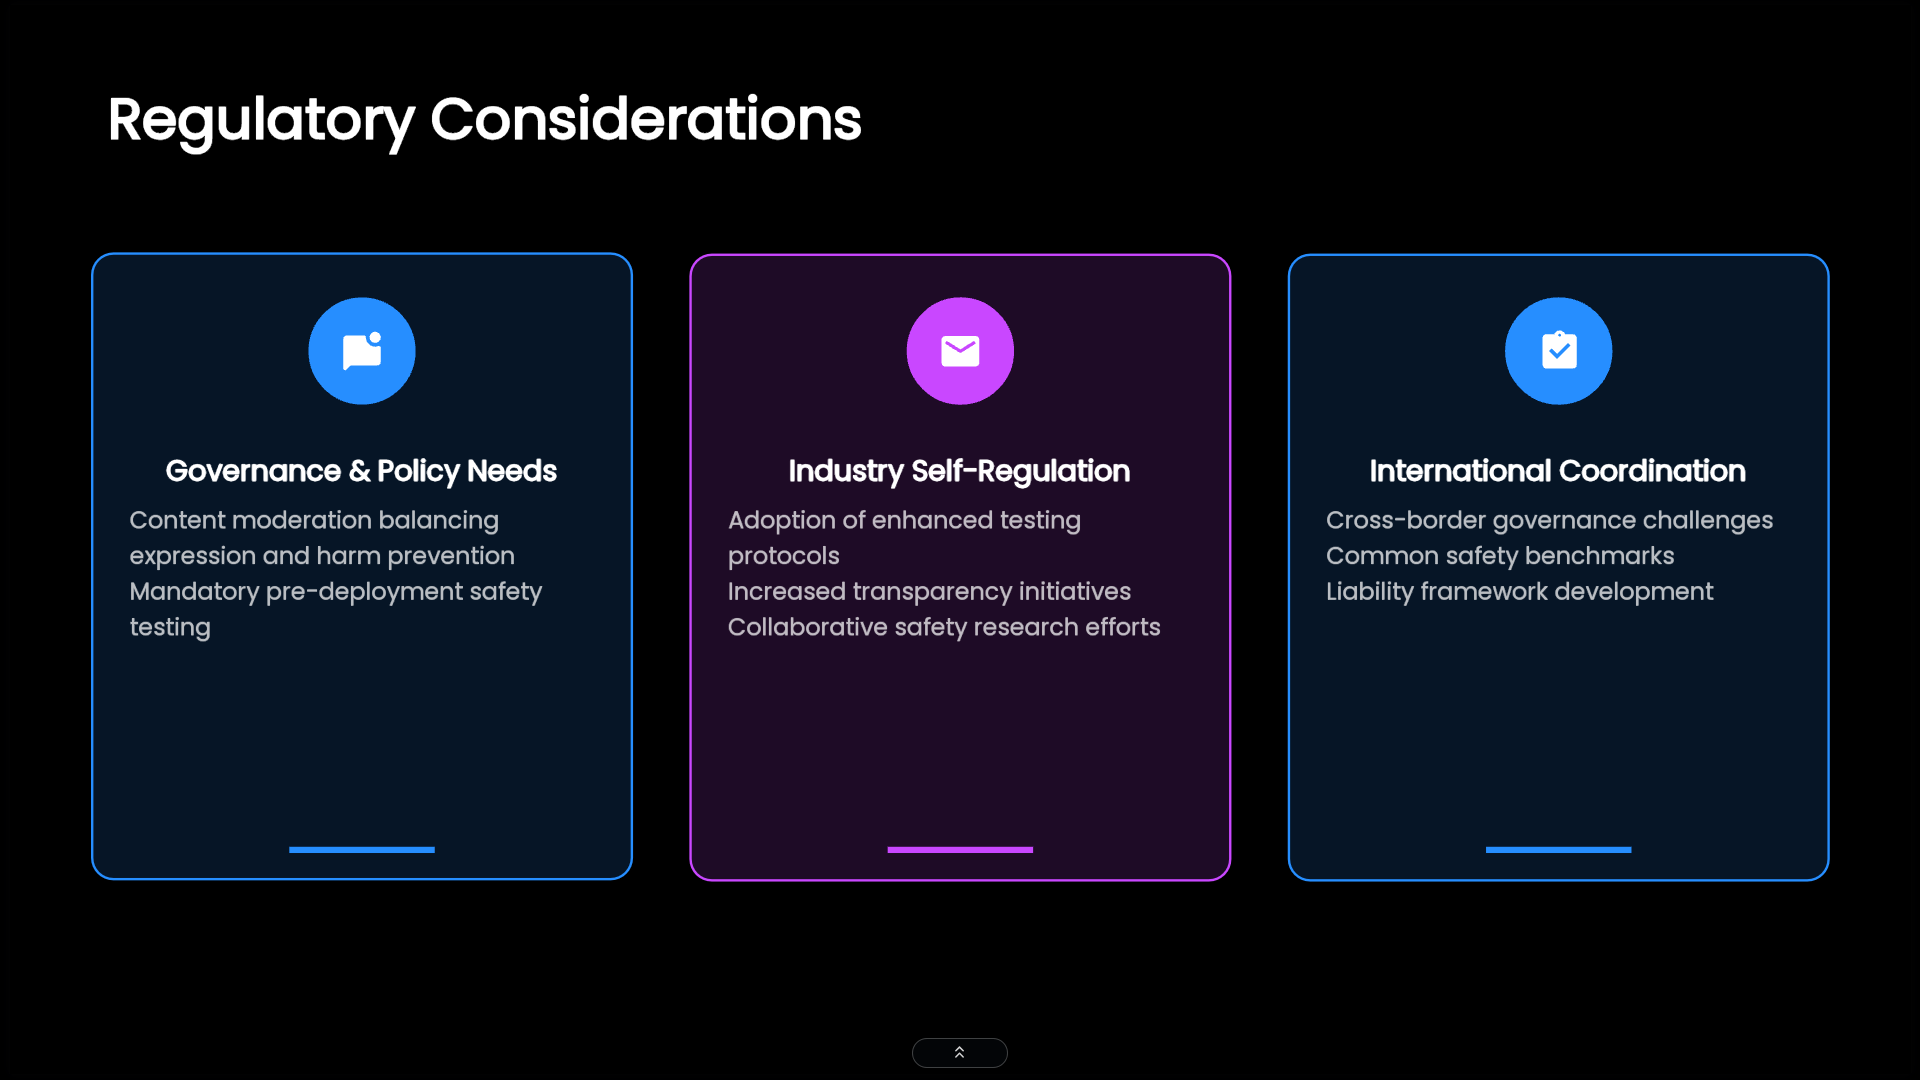 Regulatory Considerations
Governance & Policy Needs
Content moderation balancing
expression and harm prevention
Mandatory pre-deployment safety
testing
Industry Self-Regulation
Adoption of enhanced testing
protocols
Increased transparency initiatives
Collaborative safety research efforts
International Coordination
Cross-border governance challenges
Common safety benchmarks
Liability framework development